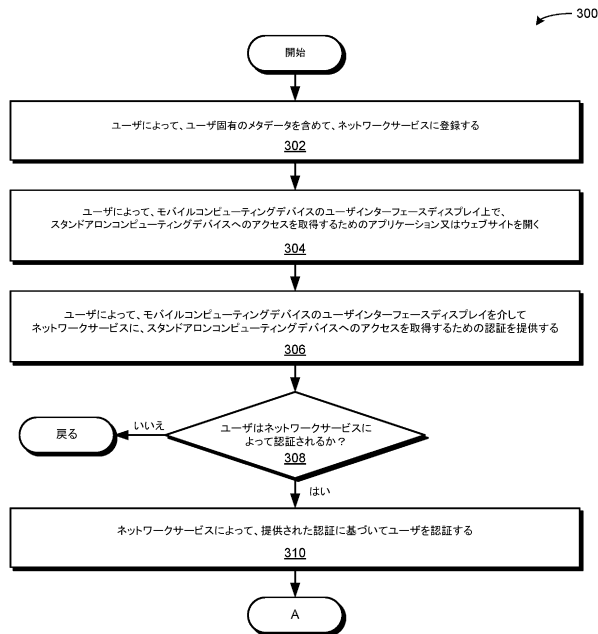 300
開始
ユーザによって、ユーザ固有のメタデータを含めて、ネットワークサービスに登録する
302
ユーザによって、モバイルコンピューティングデバイスのユーザインターフェースディスプレイ上で、
スタンドアロンコンピューティングデバイスへのアクセスを取得するためのアプリケーション又はウェブサイトを開く
304
ユーザによって、モバイルコンピューティングデバイスのユーザインターフェースディスプレイを介して
ネットワークサービスに、スタンドアロンコンピューティングデバイスへのアクセスを取得するための認証を提供する
306
ユーザはネットワークサービスに
よって認証されるか？
308
いいえ
戻る
はい
ネットワークサービスによって、提供された認証に基づいてユーザを認証する
310
A